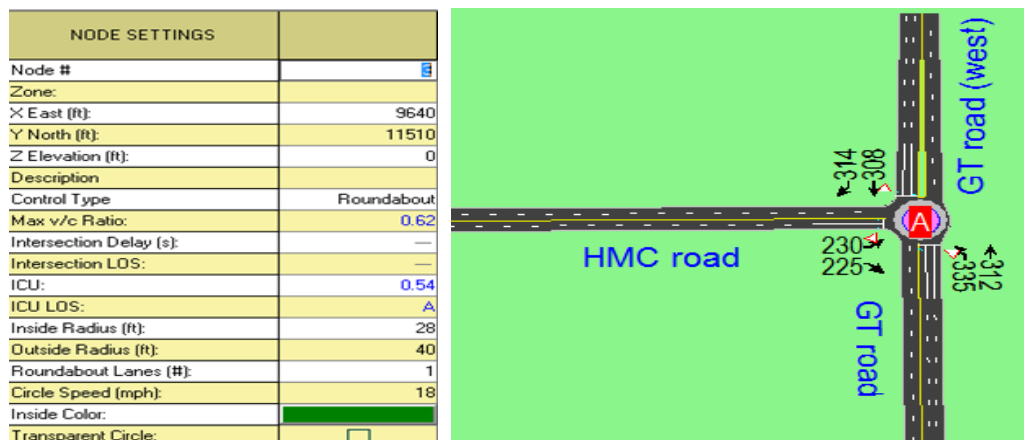 NODE SETTINGS
Node # 3
Zone:
X East (ft): 9640
Y North (ft): 11510
Z Elevation (ft): 0
Description
Control Type Roundabout
Max v/c Ratio: 0.62
Intersection Delay (s): —
Intersection LOS: —
ICU: 0.54
ICU LOS: A
Inside Radius (ft): 28
Outside Radius (ft): 40
Roundabout Lanes (#): 1
Circle Speed (mph): 18
Inside Color:
Transparent Circle:
GT road (west)
314
308
A
HMC road
230
225
335
312
GT road